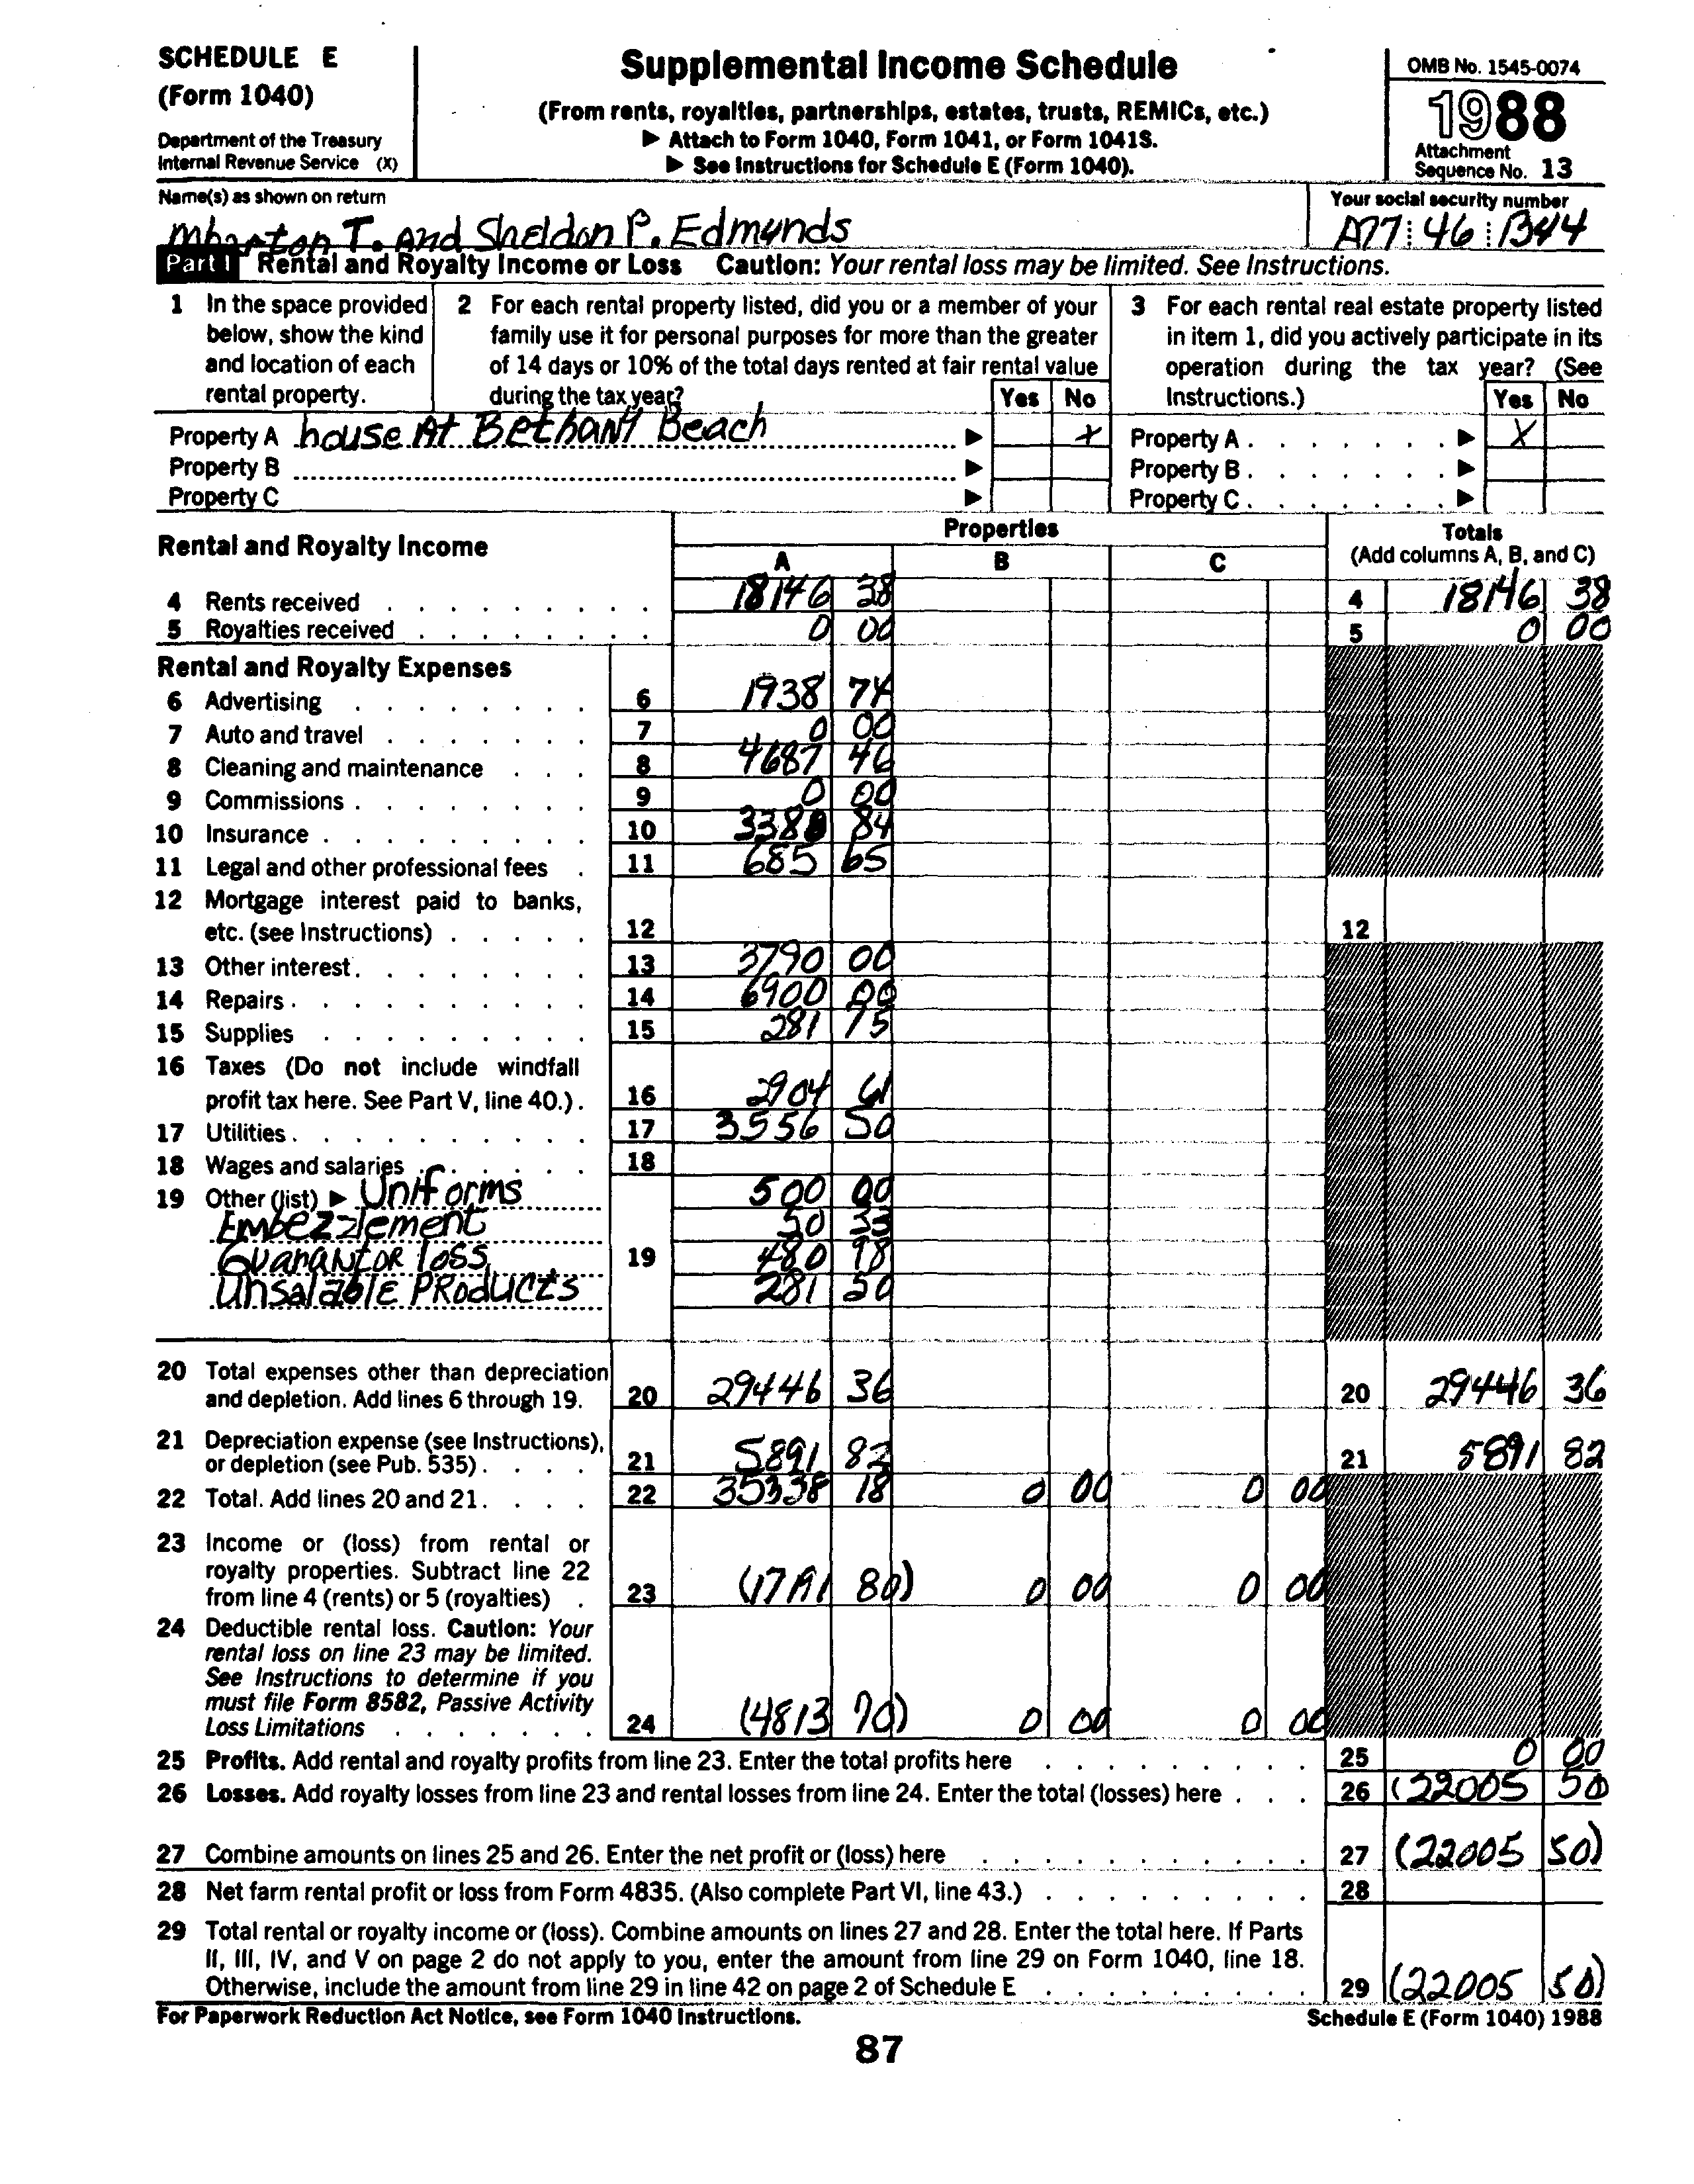 SCHEDULE E
(Form 1040)
Department of the Treasury
Internal Revenue Service (X)
Supplemental Income Schedule
(From rents, royalties, partnerships, estates, trusts, REMICs, etc.)
▶ Attach to Form 1040, Form 1041, or Form 1041S.
▶ See Instructions for Schedule E (Form 1040).
OMB No. 1545-0074
1988
Attachment
Sequence No. 13
Name(s) as shown on return
T. and Sheldon P. Edmunds
Your social security number
A77 46 B44
Part I Rental and Royalty Income or Loss Caution: Your rental loss may be limited. See Instructions.
1 In the space provided
below, show the kind
and location of each
rental property.
2 For each rental property listed, did you or a member of your
family use it for personal purposes for more than the greater
of 14 days or 10% of the total days rented at fair rental value
during the tax year? Yes No
3 For each rental real estate property listed
in item 1, did you actively participate in its
operation during the tax year? (See
Instructions.) Yes No
Property A house At Bethany Beach ▶ X Property A . . . ▶ X
Property B ▶ Property B . . . ▶
Property C ▶ Property C . . . ▶
Rental and Royalty Income
Properties
A B C
Totals
(Add columns A, B, and C)
4 Rents received 18146 38 4 18146 38
5 Royalties received 0 00 5 0 00
Rental and Royalty Expenses
6 Advertising 6 1938 74
7 Auto and travel 7 0 00
8 Cleaning and maintenance 8 4687 46
9 Commissions 9 0 00
10 Insurance 10 84
11 Legal and other professional fees 11 685 65
12 Mortgage interest paid to banks,
etc. (see Instructions) 12 12
13 Other interest 13 3790 00
14 Repairs 14 6900 00
15 Supplies 15 281 75
16 Taxes (Do not include windfall
profit tax here. See Part V, line 40.) 16 2904 61
17 Utilities 17 3556 50
18 Wages and salaries 18
19 Other (list) ▶ Uniforms 500 00
Embezzlement 50 33
Guarantor loss 19 480 98
Unsalable Products 281 50
20 Total expenses other than depreciation
and depletion. Add lines 6 through 19. 20 29446 36 20 29446 36
21 Depreciation expense (see Instructions),
or depletion (see Pub. 535) 21 5891 82 21 5891 82
22 Total. Add lines 20 and 21 22 35338 18 0 00 0 00
23 Income or (loss) from rental or
royalty properties. Subtract line 22
from line 4 (rents) or 5 (royalties) 23 (17191 80) 0 00 0 00
24 Deductible rental loss. Caution: Your
rental loss on line 23 may be limited.
See Instructions to determine if you
must file Form 8582, Passive Activity
Loss Limitations 24 (4813 70) 0 00 0 00
25 Profits. Add rental and royalty profits from line 23. Enter the total profits here 25 0 00
26 Losses. Add royalty losses from line 23 and rental losses from line 24. Enter the total (losses) here 26 (22005 50
27 Combine amounts on lines 25 and 26. Enter the net profit or (loss) here 27 (22005 50)
28 Net farm rental profit or loss from Form 4835. (Also complete Part VI, line 43.) 28
29 Total rental or royalty income or (loss). Combine amounts on lines 27 and 28. Enter the total here. If Parts
II, III, IV, and V on page 2 do not apply to you, enter the amount from line 29 on Form 1040, line 18.
Otherwise, include the amount from line 29 in line 42 on page 2 of Schedule E 29 (22005 50)
For Paperwork Reduction Act Notice, see Form 1040 Instructions. Schedule E (Form 1040) 1988
87